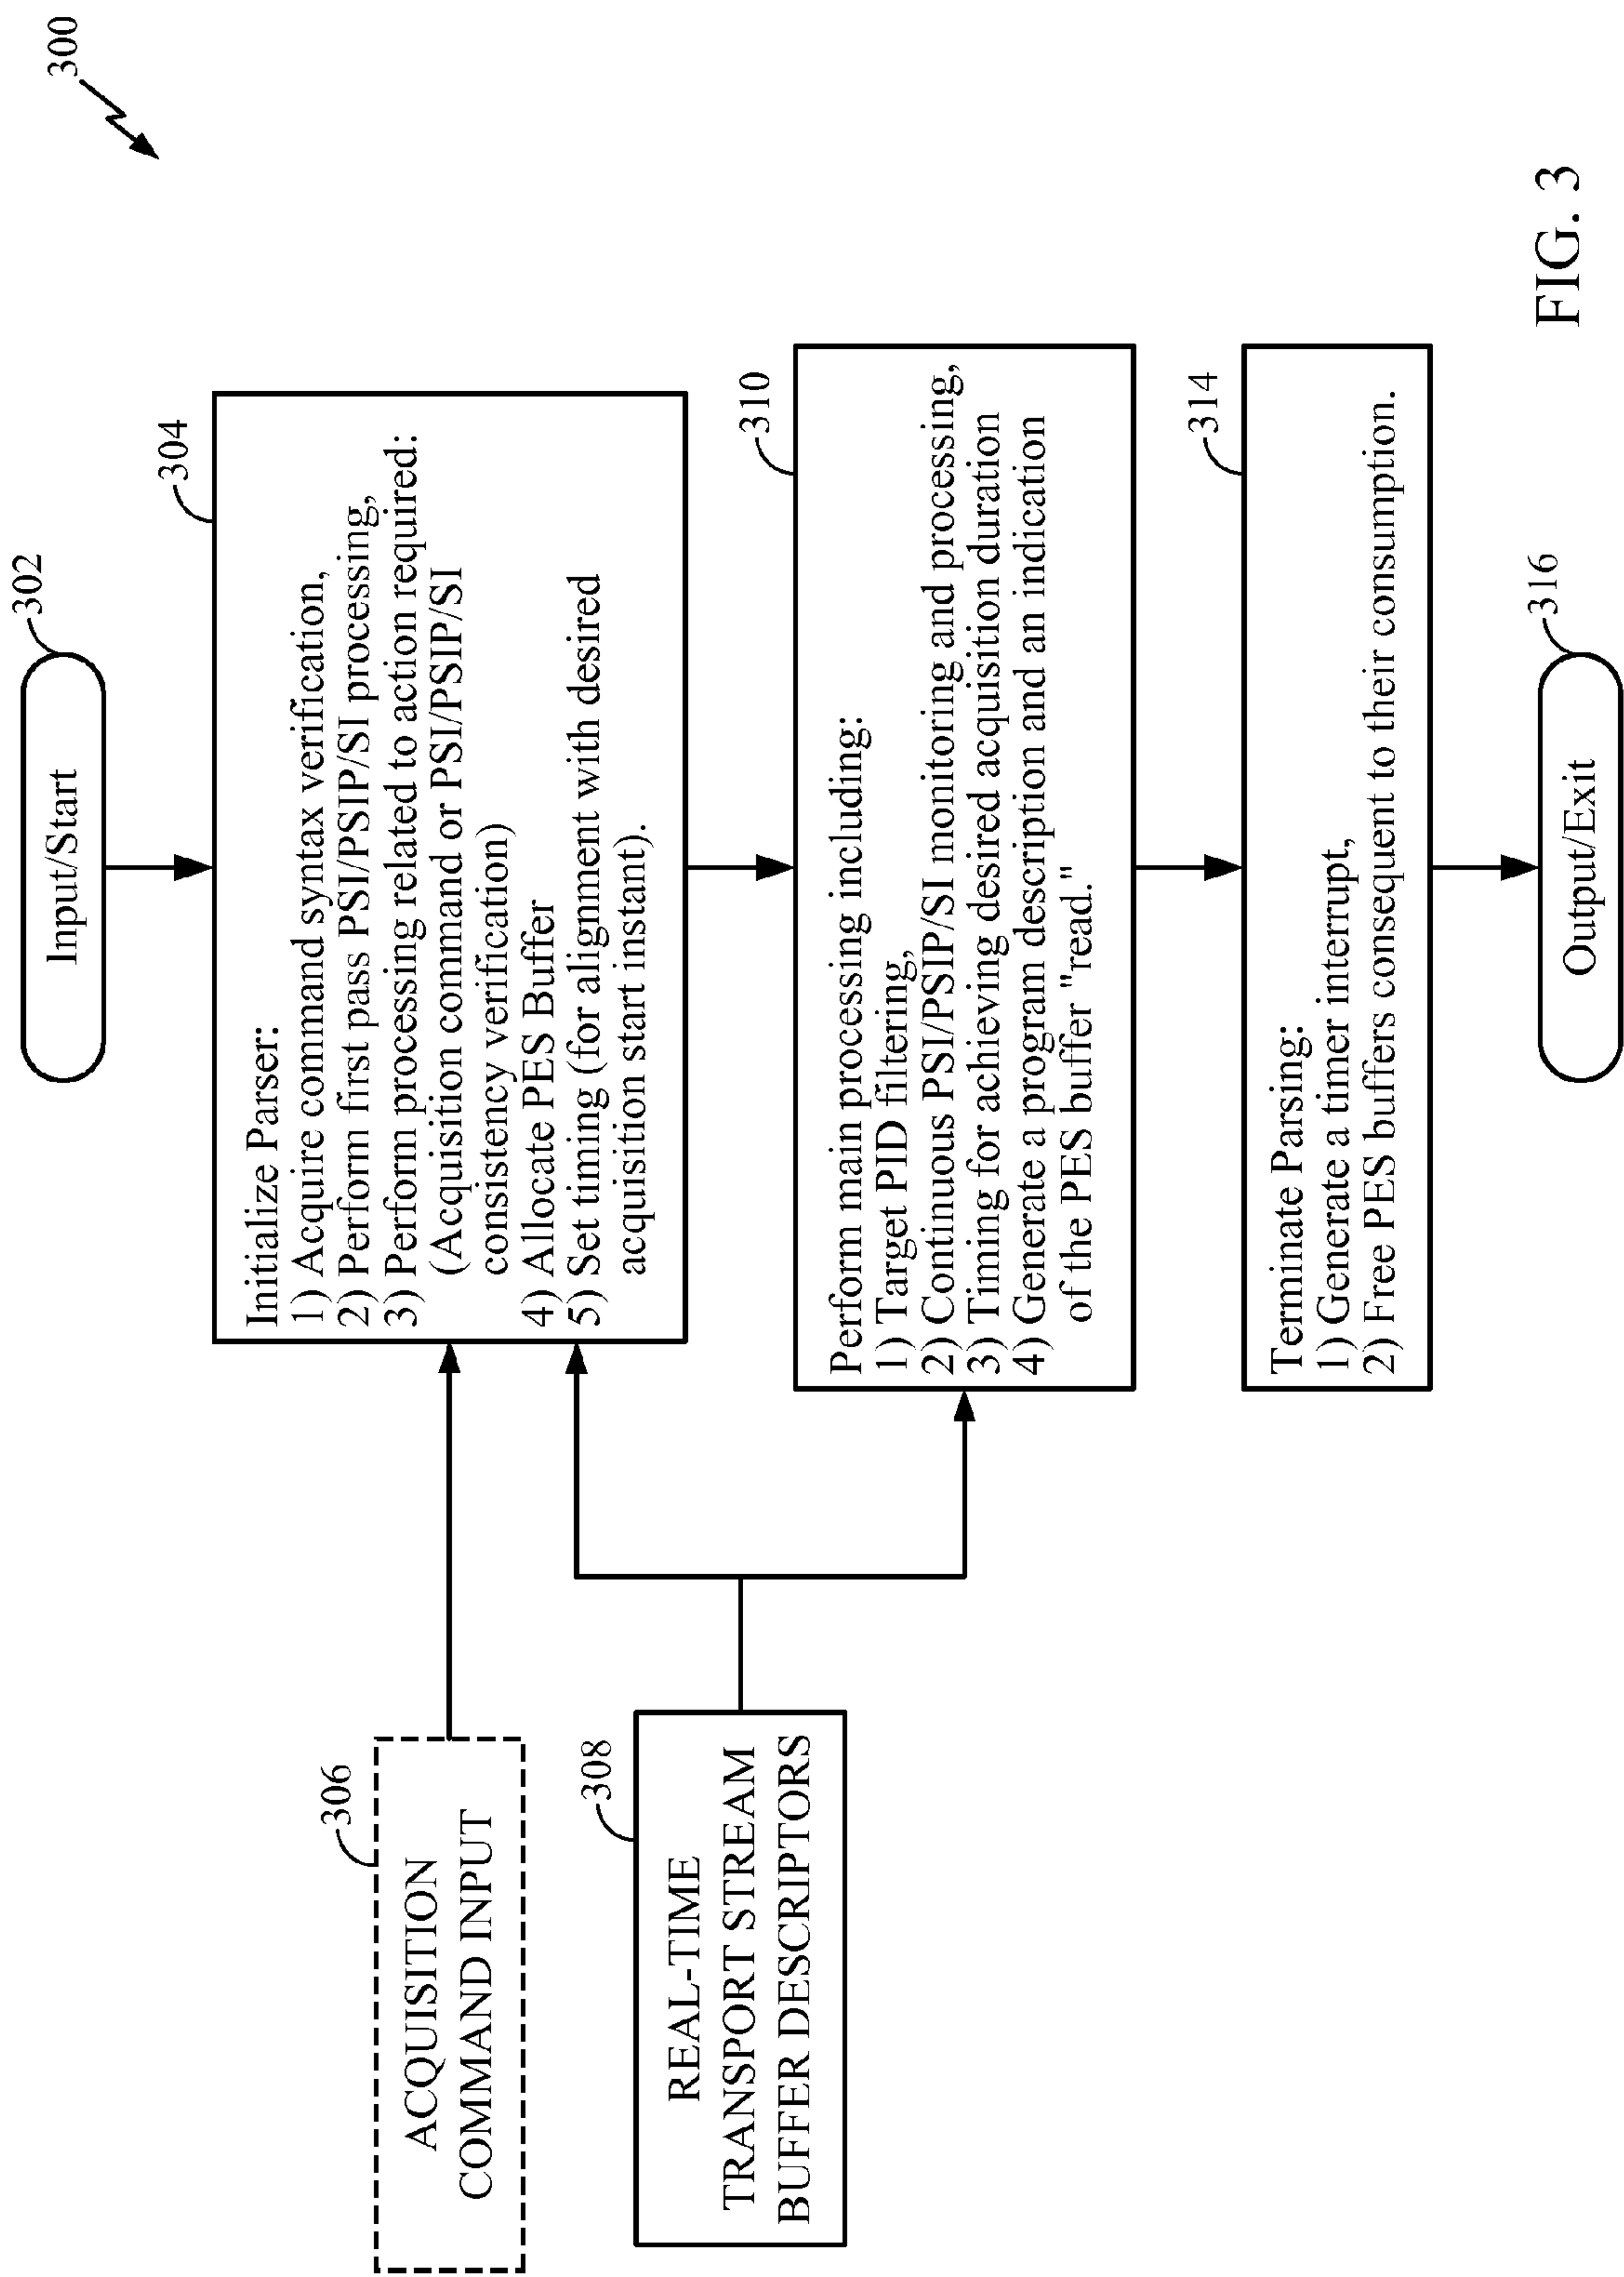 300
302
Input/Start
304
Initialize Parser:
1) Acquire command syntax verification,
2) Perform first pass PSI/PSIP/SI processing,
3) Perform processing related to action required:
(Acquisition command or PSI/PSIP/SI
consistency verification)
4) Allocate PES Buffer
5) Set timing (for alignment with desired
acquisition start instant).
306
ACQUISITION
COMMAND INPUT
308
REAL-TIME
TRANSPORT STREAM
BUFFER DESCRIPTORS
310
Perform main processing including:
1) Target PID filtering,
2) Continuous PSI/PSIP/SI monitoring and processing,
3) Timing for achieving desired acquisition duration
4) Generate a program description and an indication
of the PES buffer "read."
314
Terminate Parsing:
1) Generate a timer interrupt,
2) Free PES buffers consequent to their consumption.
316
Output/Exit
FIG. 3